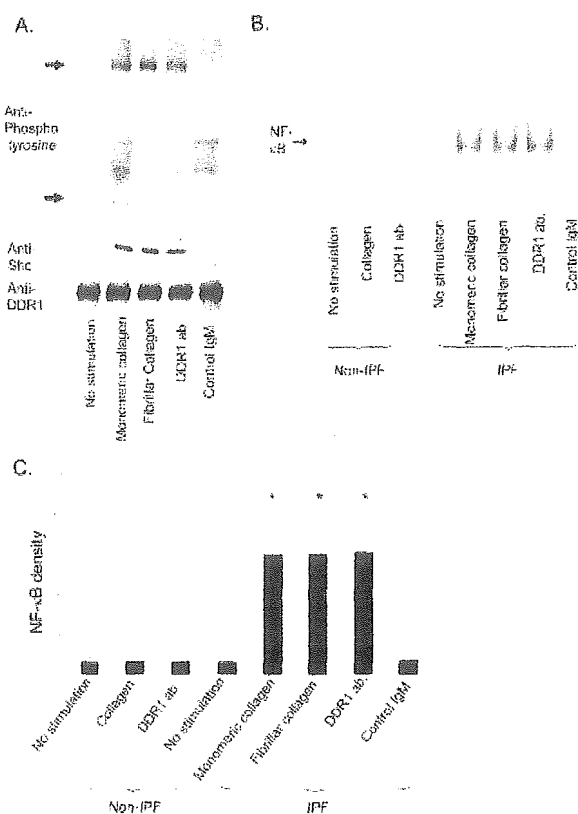 A.
Anti-
Phospho
tyrosine
Anti
Shc
Anti-
DDR1
No stimulation
Monomeric collagen
Fibrillar Collagen
DDR1 ab
Control IgM
B.
NF-
κB
No stimulation
Collagen
DDR1 ab.
No stimulation
Monomeric collagen
Fibrillar collagen
DDR1 ab.
Control IgM
Non-IPF
IPF
C.
NF-κB density
* * *
No stimulation
Collagen
DDR1 ab
No stimulation
Monomeric collagen
Fibrillar collagen
DDR1 ab.
Control IgM
Non-IPF
IPF